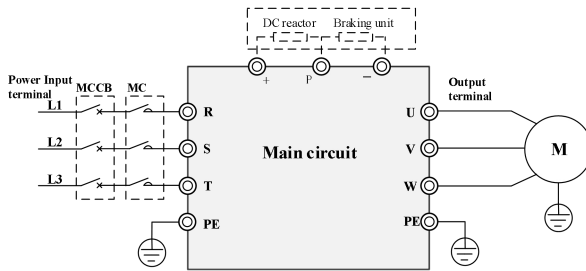 DC reactor Braking unit
+ P −
Power Input
terminal
MCCB MC
Output
terminal
L1 R U
L2 S V
Main circuit M
L3 T W
PE PE